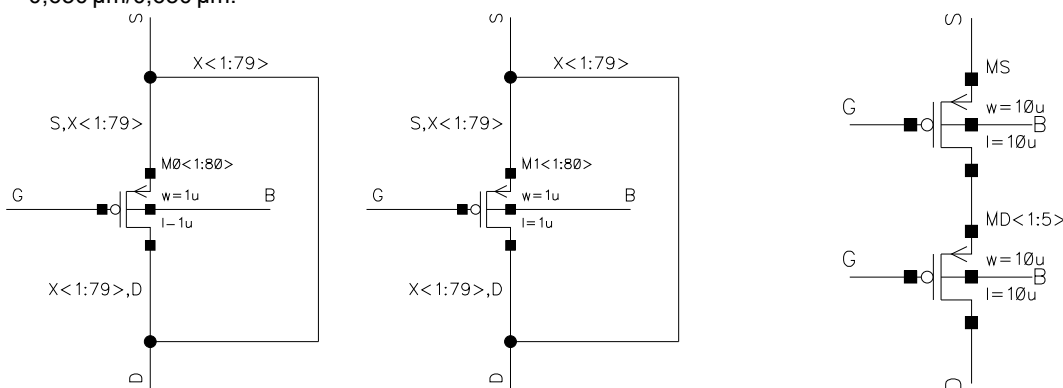 S
X<1:79>
S,X<1:79>
M0<1:80>
G
w=1u
B
l-1u
X<1:79>,D
D
S
X<1:79>
S,X<1:79>
M1<1:80>
G
w=1u
B
l=1u
X<1:79>,D
D
S
MS
G
w=10u
B
l=10u
MD<1:5>
G
w=10u
B
l=10u